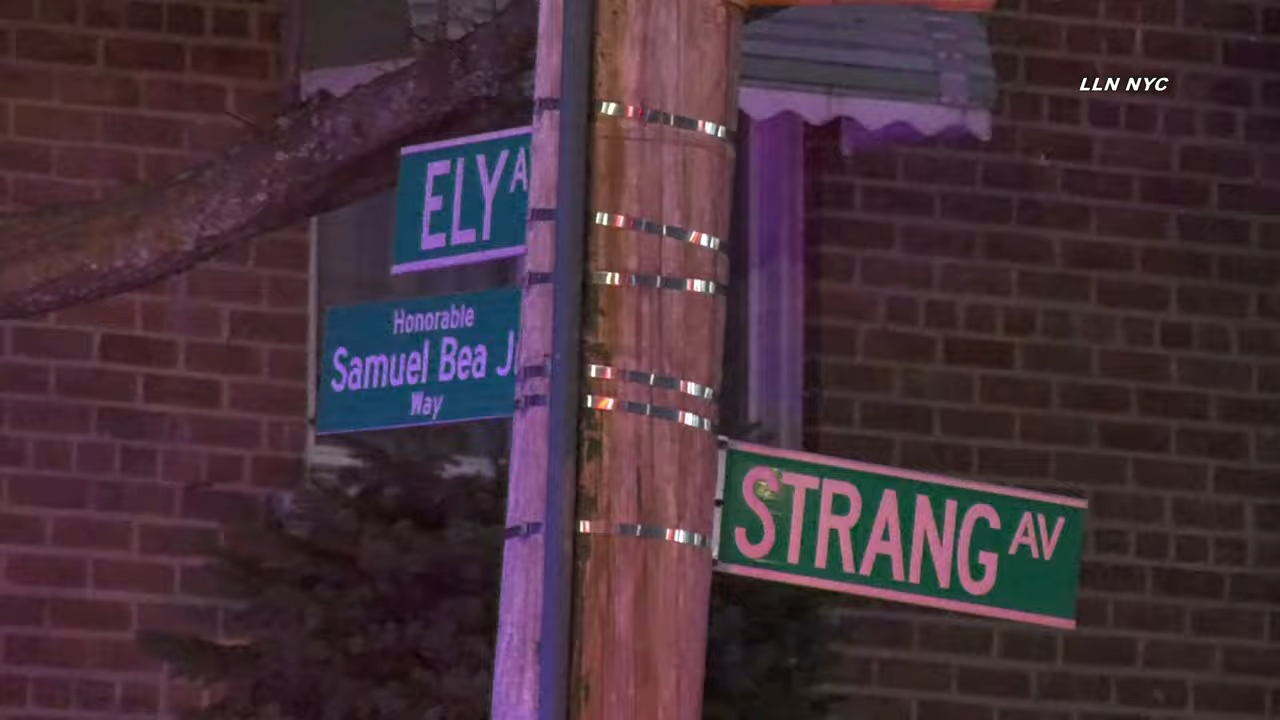 LLN NYC
ELY A
Honorable
Samuel Bea J
Way
STRANG AV